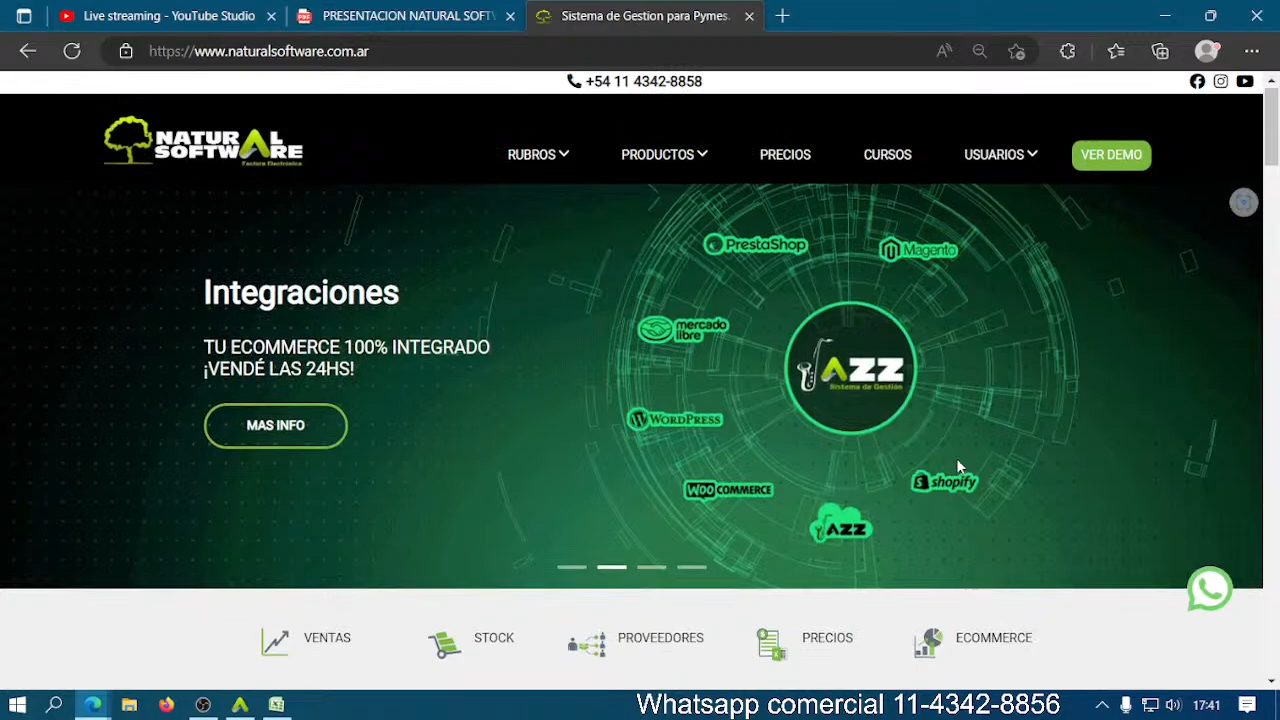 Live streaming - YouTube Studio
PRESENTACION NATURAL SOFTV
Sistema de Gestion para Pymes.
https://www.naturalsoftware.com.ar
+54 11 4342-8858
NATURAL
SOFTWARE
Factura Electrónica
RUBROS
PRODUCTOS
PRECIOS
CURSOS
USUARIOS
VER DEMO
PrestaShop
Magento
Integraciones
mercado
libre
TU ECOMMERCE 100% INTEGRADO
¡VENDÉ LAS 24HS!
JAZZ
Sistema de Gestión
MAS INFO
WORDPRESS
WOO COMMERCE
shopify
JAZZ
VENTAS
STOCK
PROVEEDORES
PRECIOS
ECOMMERCE
Whatsapp comercial 11-4342-8856
17:41